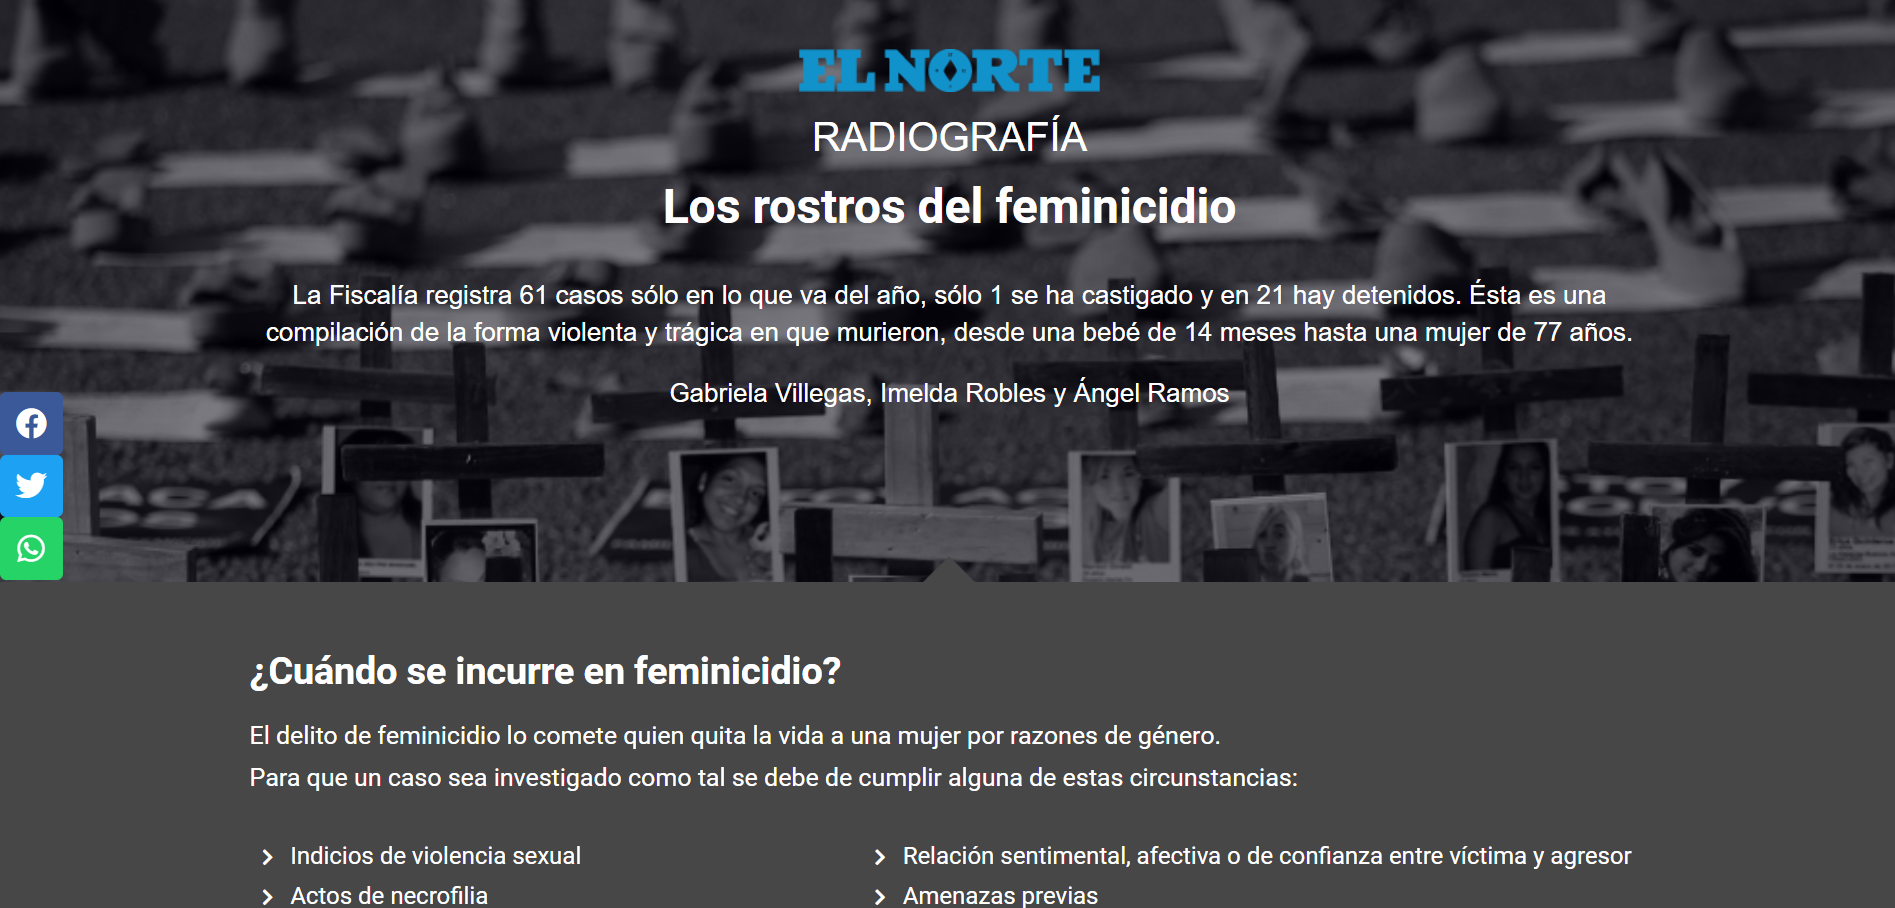 EL NORTE
RADIOGRAFÍA
Los rostros del feminicidio
La Fiscalía registra 61 casos sólo en lo que va del año, sólo 1 se ha castigado y en 21 hay detenidos. Ésta es una
compilación de la forma violenta y trágica en que murieron, desde una bebé de 14 meses hasta una mujer de 77 años.
Gabriela Villegas, Imelda Robles y Ángel Ramos
¿Cuándo se incurre en feminicidio?
El delito de feminicidio lo comete quien quita la vida a una mujer por razones de género.
Para que un caso sea investigado como tal se debe de cumplir alguna de estas circunstancias:
Indicios de violencia sexual
Actos de necrofilia
Relación sentimental, afectiva o de confianza entre víctima y agresor
Amenazas previas